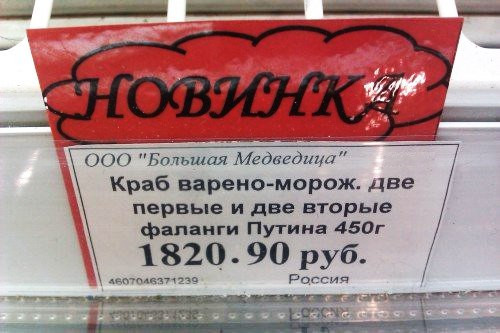 НОВИНКА
ООО "Большая Медведица"
Краб варено-морож. две
первые и две вторые
фаланги Путина 450г
1820.90 руб.
4607046371239 Россия